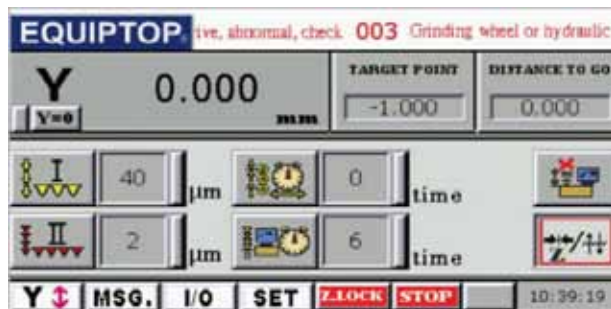 EQUIPTOP ive, abnormal, check 003 Grinding wheel or hydraulic
Y 0.000 mm
Y=0
TARGET POINT
-1.000
DISTANCE TO GO
0.000
I 40 μm 0 time
II 2 μm 6 time
Z
Y MSG. I/O SET Z.LOCK STOP 10:39:19